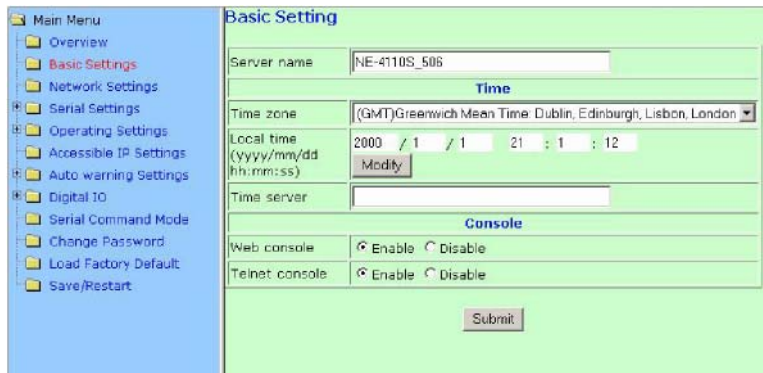 Main Menu
Overview
Basic Settings
Network Settings
Serial Settings
Operating Settings
Accessible IP Settings
Auto warning Settings
Digital IO
Serial Command Mode
Change Password
Load Factory Default
Save/Restart
Basic Setting
Server name NE-4110S_506
Time
Time zone (GMT)Greenwich Mean Time: Dublin, Edinburgh, Lisbon, London
Local time
(yyyy/mm/dd
hh:mm:ss)
2000 / 1 / 1 21 : 1 : 12
Modify
Time server
Console
Web console Enable Disable
Telnet console Enable Disable
Submit